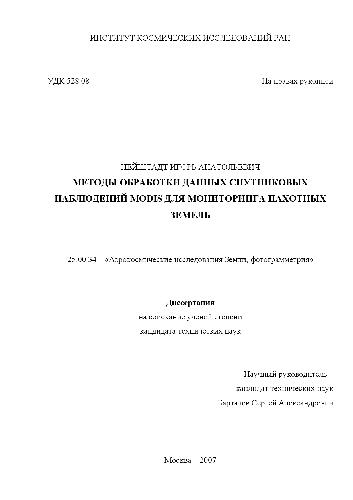 ИНСТИТУТ КОСМИЧЕСКИХ ИССЛЕДОВАНИЙ РАН
УДК 528.08
На правах рукописи
НЕЙШТАДТ ИГОРЬ АНАТОЛЬЕВИЧ
МЕТОДЫ ОБРАБОТКИ ДАННЫХ СПУТНИКОВЫХ
НАБЛЮДЕНИЙ MODIS ДЛЯ МОНИТОРИНГА ПАХОТНЫХ
ЗЕМЕЛЬ
25.00.34 – «Аэрокосмические исследования Земли, фотограмметрия»
Диссертация
на соискание ученой степени
кандидата технических наук
Научный руководитель
кандидат технических наук
Барталев Сергей Александрович
Москва – 2007